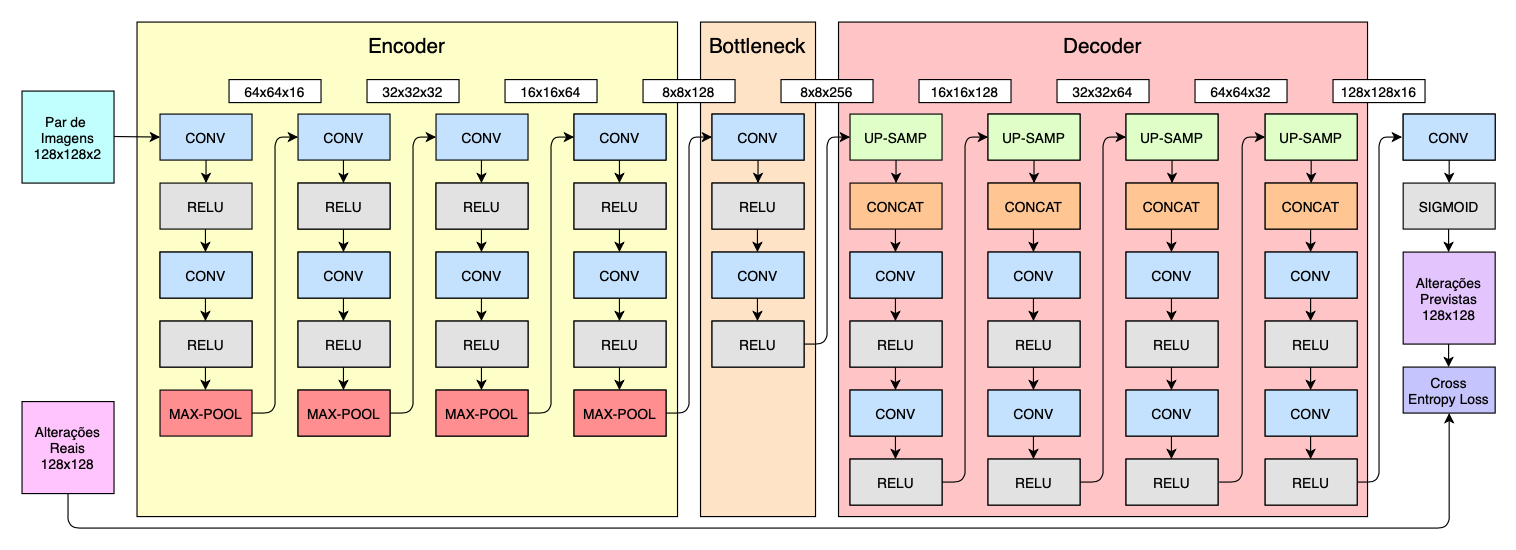 Encoder
Bottleneck
Decoder
64x64x16
32x32x32
16x16x64
8x8x128
8x8x256
16x16x128
32x32x64
64x64x32
128x128x16
Par de
Imagens
128x128x2
CONV
RELU
CONV
RELU
MAX-POOL
CONV
RELU
CONV
RELU
MAX-POOL
CONV
RELU
CONV
RELU
MAX-POOL
CONV
RELU
CONV
RELU
MAX-POOL
CONV
RELU
CONV
RELU
UP-SAMP
CONCAT
CONV
RELU
CONV
RELU
UP-SAMP
CONCAT
CONV
RELU
CONV
RELU
UP-SAMP
CONCAT
CONV
RELU
CONV
RELU
UP-SAMP
CONCAT
CONV
RELU
CONV
RELU
CONV
SIGMOID
Alterações
Previstas
128x128
Cross
Entropy Loss
Alterações
Reais
128x128